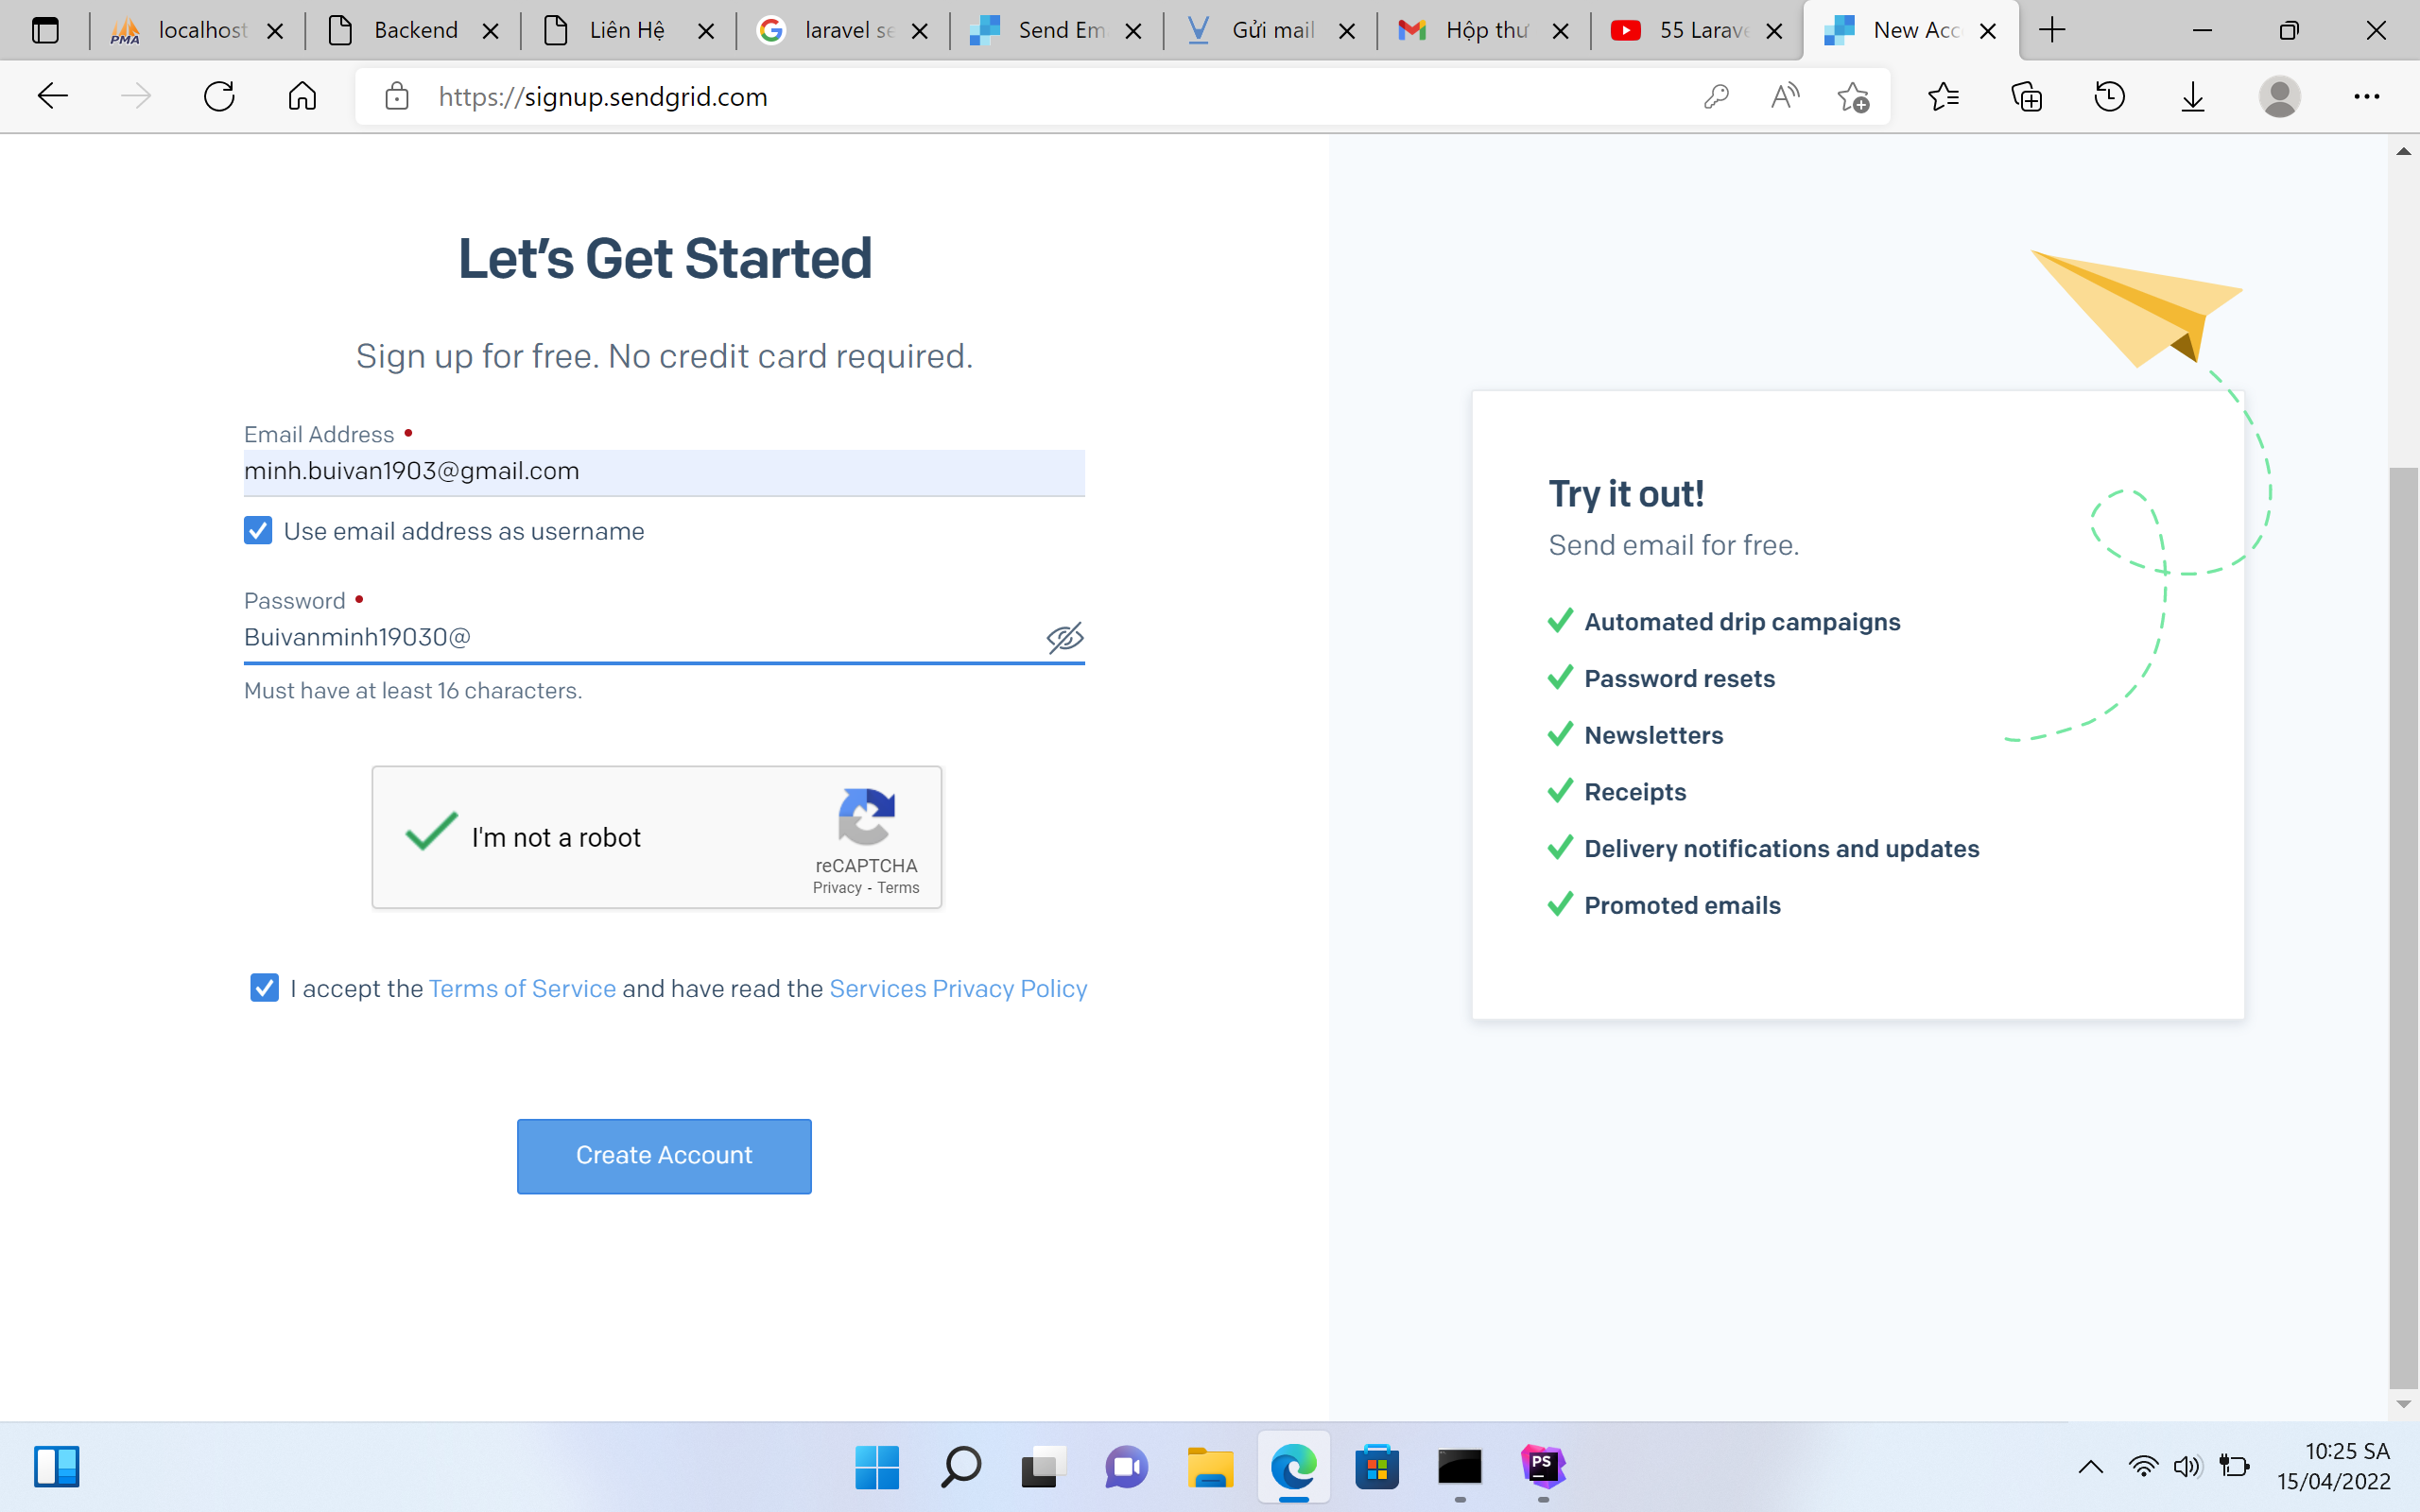 localhost
Backend
Liên Hệ
laravel se
Send Em
Gửi mail
Hộp thư
55 Larave
New Acc
https://signup.sendgrid.com
Let's Get Started
Sign up for free. No credit card required.
Email Address •
minh.buivan1903@gmail.com
Use email address as username
Password •
Buivanminh19030@
Must have at least 16 characters.
I'm not a robot
reCAPTCHA
Privacy - Terms
I accept the Terms of Service and have read the Services Privacy Policy
Create Account
Try it out!
Send email for free.
Automated drip campaigns
Password resets
Newsletters
Receipts
Delivery notifications and updates
Promoted emails
PMA
PS
10:25 SA
15/04/2022